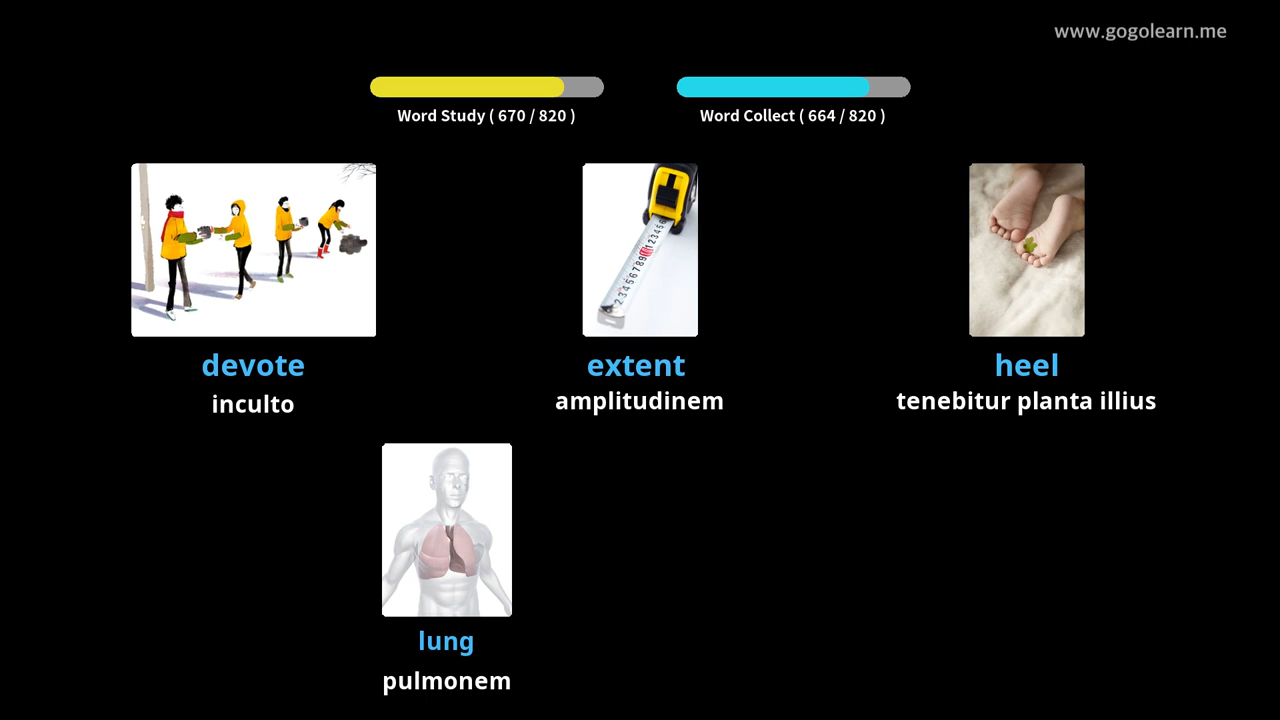 www.gogolearn.me
Word Study ( 670 / 820 )
Word Collect ( 664 / 820 )
devote
inculto
extent
amplitudinem
heel
tenebitur planta illius
lung
pulmonem